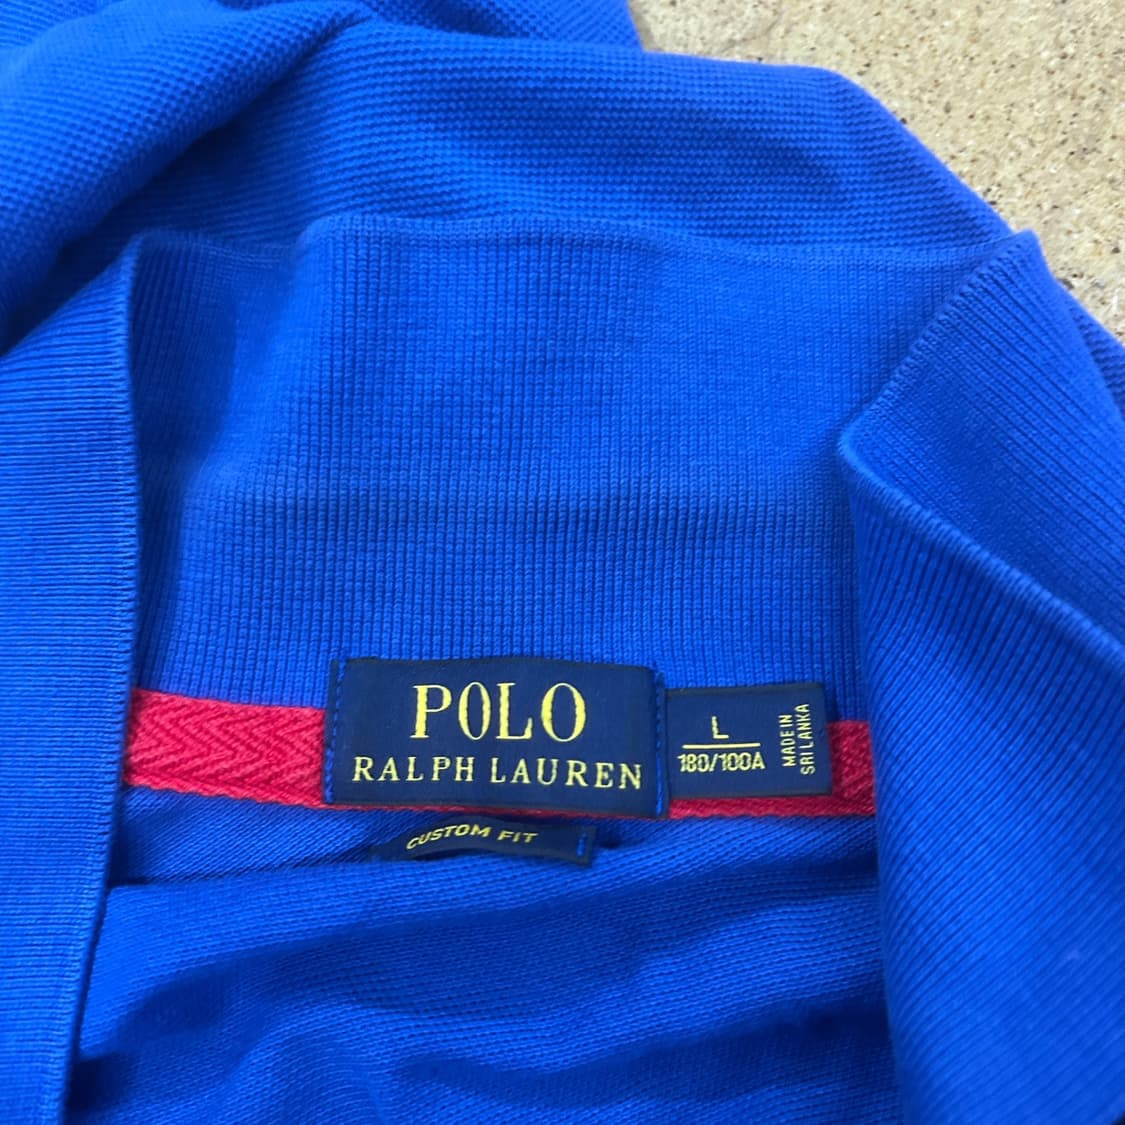 POLO
RALPH LAUREN
L
180/100A
MADE IN
SRI LANKA
CUSTOM FIT